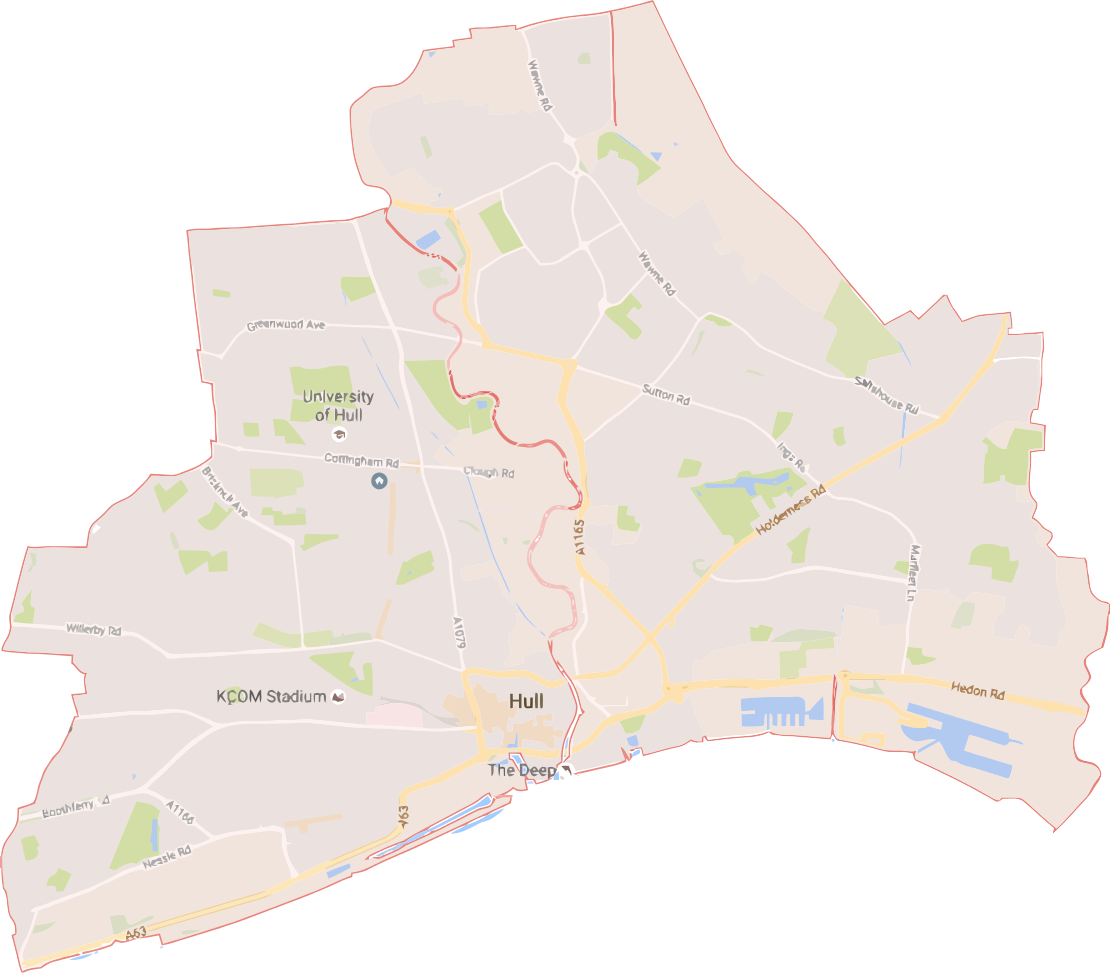 Wawne Rd
Wawne Rd
Greenwood Ave
University
of Hull
Sutton Rd
Saltshouse Rd
Cottingham Rd
Clough Rd
Ings Rd
Bricknell Ave
Holderness Rd
A1165
Marfleet Ln
Willerby Rd
A1079
KCOM Stadium
Hull
Hedon Rd
The Deep
Boothferry Rd
A1166
A63
Hessle Rd
A63